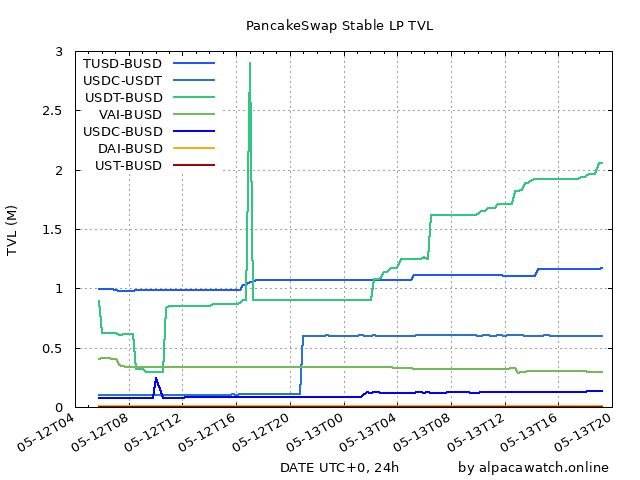 PancakeSwap Stable LP TVL
TUSD-BUSD
USDC-USDT
USDT-BUSD
VAI-BUSD
USDC-BUSD
DAI-BUSD
UST-BUSD
3
2.5
2
1.5
1
0.5
0
TVL (M)
05-12T04
05-12T08
05-12T12
05-12T16
05-12T20
05-13T00
05-13T04
05-13T08
05-13T12
05-13T16
05-13T20
DATE UTC+0, 24h
by alpacawatch.online